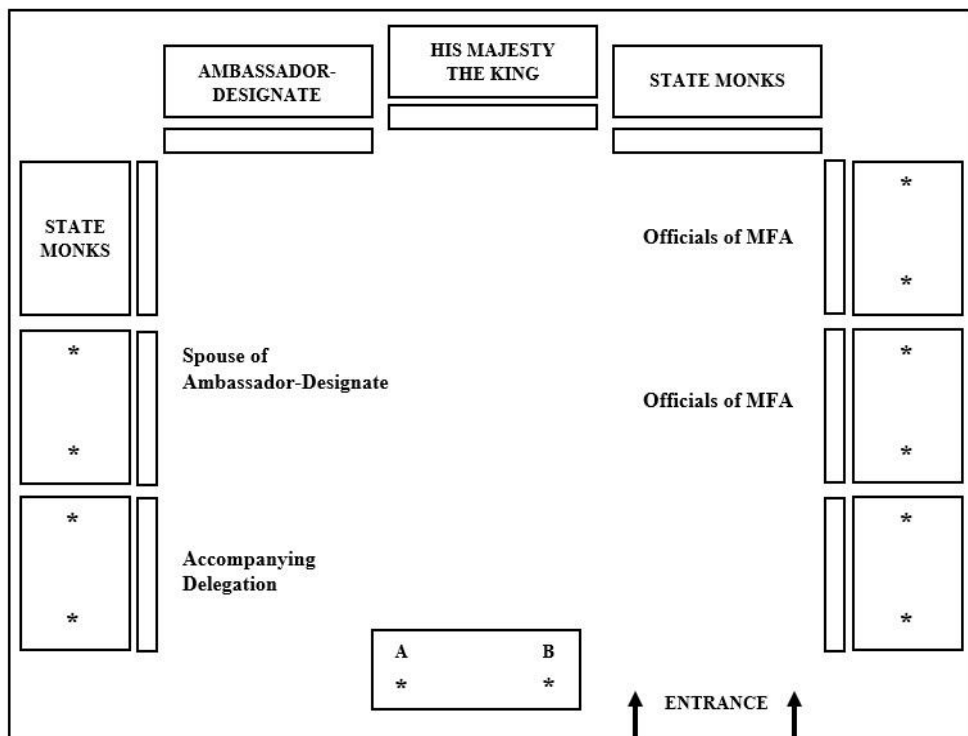 HIS MAJESTY
THE KING
AMBASSADOR-
DESIGNATE
STATE MONKS
STATE
MONKS
*
*
Officials of MFA
*
*
Spouse of
Ambassador-Designate
*
*
Officials of MFA
*
*
Accompanying
Delegation
*
*
A B
* *
ENTRANCE